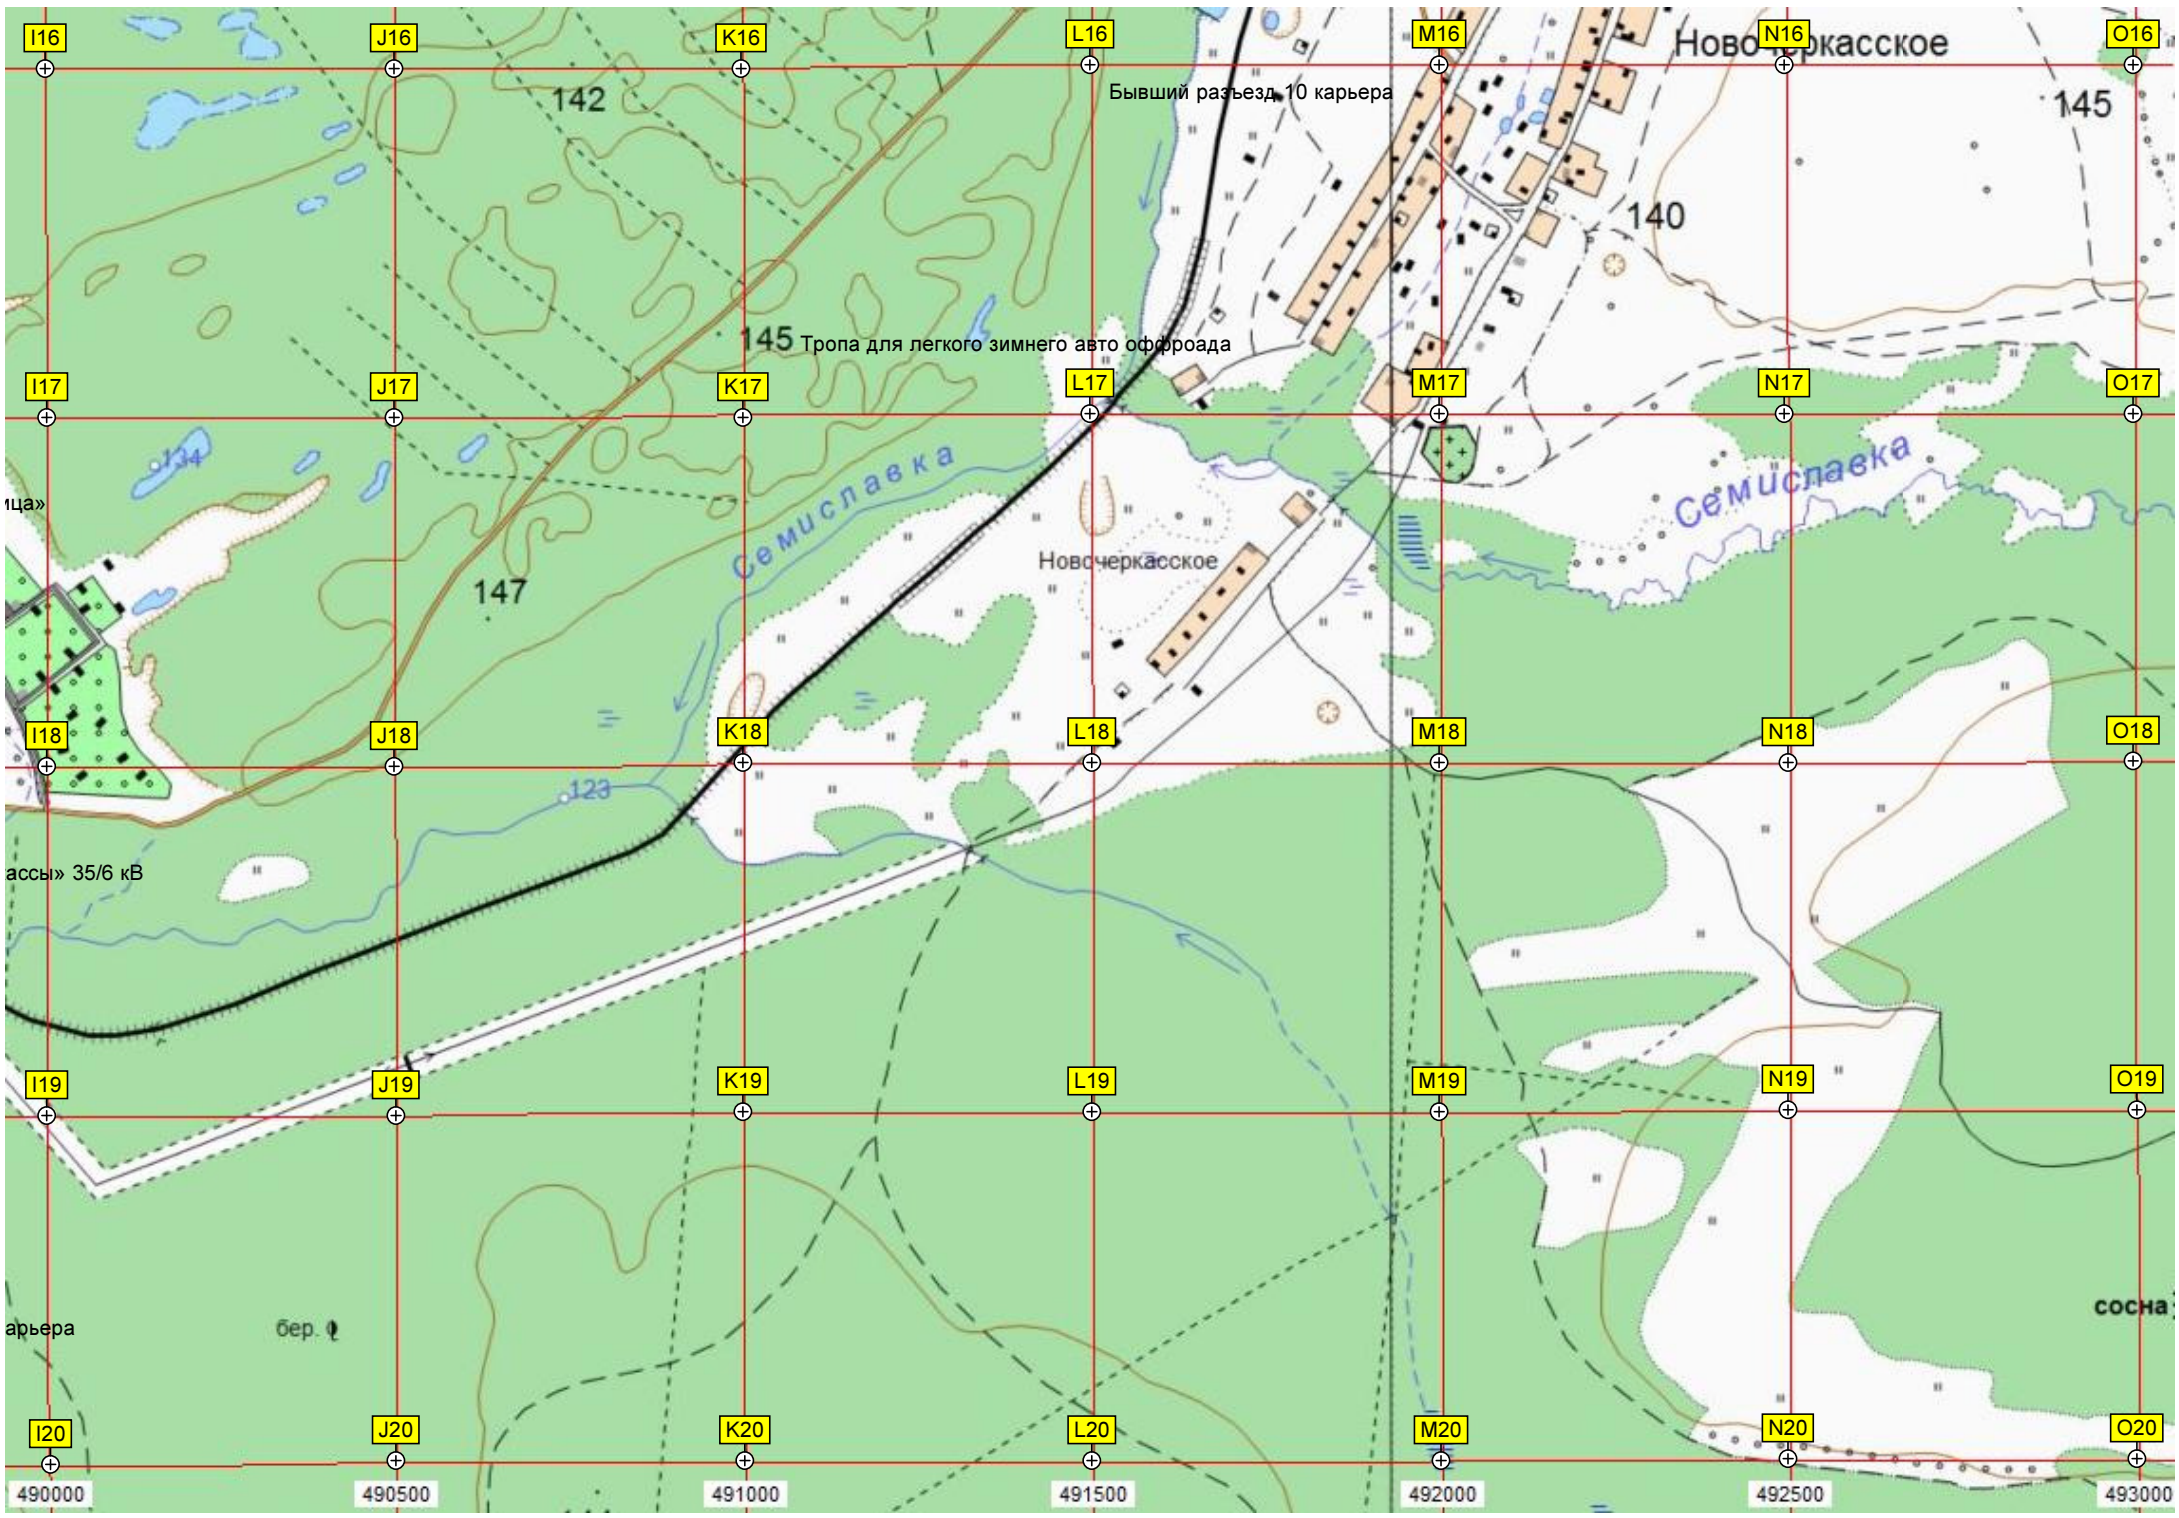 I16
J16
K16
L16
M16
N16
O16
Новочеркасское
142
Бывший разъезд 10 карьера
145
140
145
Тропа для легкого зимнего авто оффроада
I17
J17
K17
L17
M17
N17
O17
134
Семиславка
Семиславка
ица»
Новочеркасское
147
I18
J18
K18
L18
M18
N18
O18
123
ассы» 35/6 кВ
I19
J19
K19
L19
M19
N19
O19
сосна
арьера
бер.
I20
J20
K20
L20
M20
N20
O20
490000
490500
491000
491500
492000
492500
493000